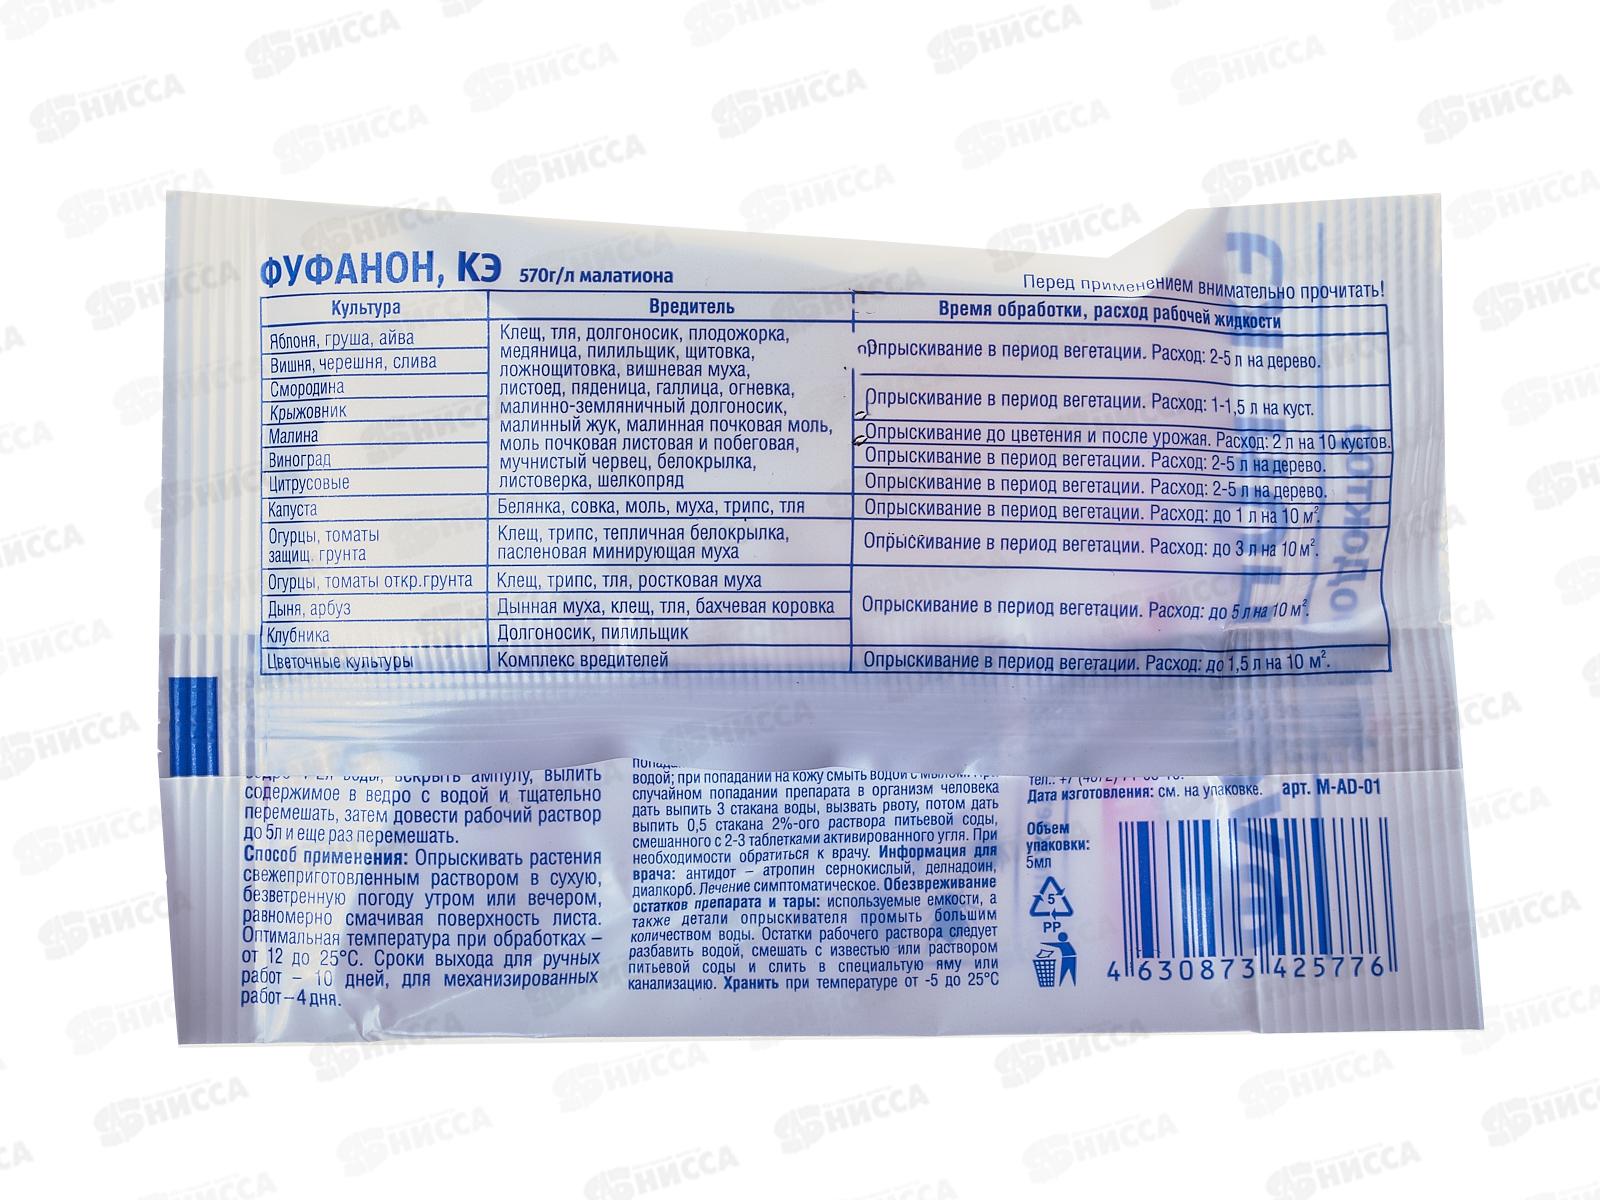 ФУФАНОН, КЭ 570г/л малатиона
Перед применением внимательно прочитать!
Культура
Вредитель
Время обработки, расход рабочей жидкости
Яблоня, груша, айва
Вишня, черешня, слива
Смородина
Крыжовник
Малина
Виноград
Цитрусовые
Клещ, тля, долгоносик, плодожорка,
медяница, пилильщик, щитовка,
ложнощитовка, вишневая муха,
листоед, пяденица, галлица, огневка,
малинно-земляничный долгоносик,
малинный жук, малинная почковая моль,
моль почковая листовая и побеговая,
мучнистый червец, белокрылка,
листоверка, шелкопряд
Опрыскивание в период вегетации. Расход: 2-5 л на дерево.
Опрыскивание в период вегетации. Расход: 1-1,5 л на куст.
Опрыскивание до цветения и после урожая. Расход: 2 л на 10 кустов.
Опрыскивание в период вегетации. Расход: 2-5 л на дерево.
Опрыскивание в период вегетации. Расход: 2-5 л на дерево.
Капуста
Белянка, совка, моль, муха, трипс, тля
Опрыскивание в период вегетации. Расход: до 1 л на 10 м².
Огурцы, томаты
защищ. грунта
Клещ, трипс, тепличная белокрылка,
пасленовая минирующая муха
Опрыскивание в период вегетации. Расход: до 3 л на 10 м².
Огурцы, томаты откр.грунта
Клещ, трипс, тля, ростковая муха
Дыня, арбуз
Дынная муха, клещ, тля, бахчевая коровка
Опрыскивание в период вегетации. Расход: до 5 л на 10 м².
Клубника
Долгоносик, пилильщик
Цветочные культуры
Комплекс вредителей
Опрыскивание в период вегетации. Расход: до 1,5 л на 10 м².
воды, вскрыть ампулу, вылить
содержимое в ведро с водой и тщательно
перемешать, затем довести рабочий раствор
до 5л и еще раз перемешать.
Способ применения: Опрыскивать растения
свежеприготовленным раствором в сухую,
безветренную погоду утром или вечером,
равномерно смачивая поверхность листа.
Оптимальная температура при обработках –
от 12 до 25°С. Сроки выхода для ручных
работ – 10 дней, для механизированных
работ – 4 дня.
водой; при попадании на кожу смыть водой с мылом. При
случайном попадании препарата в организм человека
дать выпить 3 стакана воды, вызвать рвоту, потом дать
выпить 0,5 стакана 2%-ого раствора питьевой соды,
смешанного с 2-3 таблетками активированного угля. При
необходимости обратиться к врачу. Информация для
врача: антидот – атропин сернокислый, делнадоин,
диалкорб. Лечение симптоматическое. Обезвреживание
остатков препарата и тары: используемые емкости, а
также детали опрыскивателя промыть большим
количеством воды. Остатки рабочего раствора следует
разбавить водой, смешать с известью или раствором
питьевой соды и слить в специальтую яму или
канализацию. Хранить при температуре от -5 до 25°С
Дата изготовления: см. на упаковке. арт. М-AD-01
Объем
упаковки:
5мл
5
PP
4 630873 425776
НИССА